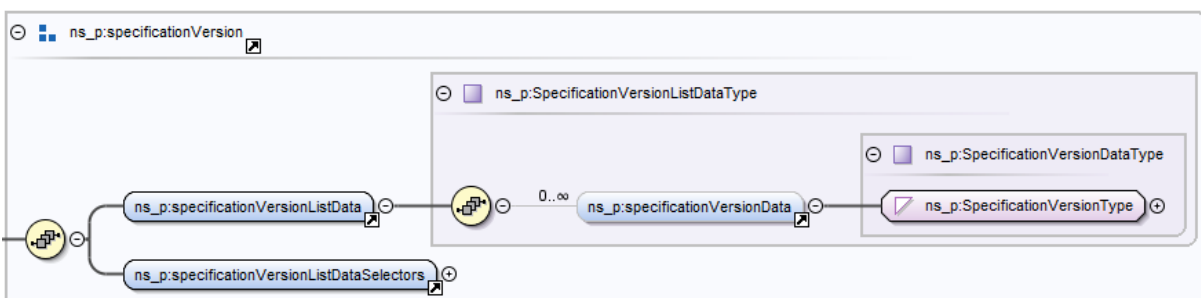 ns_p:specificationVersion
ns_p:SpecificationVersionListDataType
ns_p:SpecificationVersionDataType
ns_p:specificationVersionListData
0..∞
ns_p:specificationVersionData
ns_p:SpecificationVersionType
ns_p:specificationVersionListDataSelectors